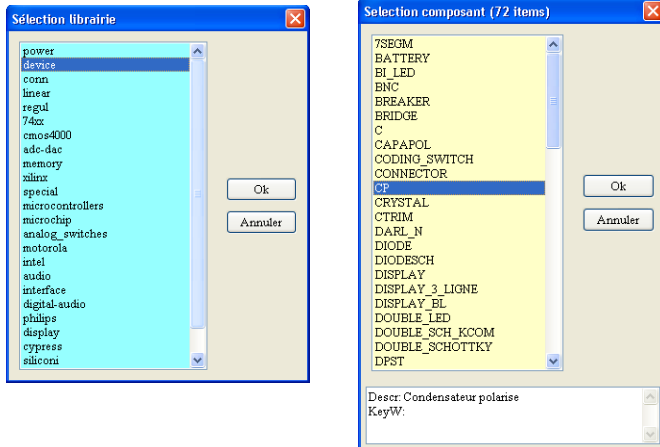 Sélection librairie
power
device
conn
linear
regul
74xx
cmos4000
adc-dac
memory
xilinx
special
microcontrollers
microchip
analog_switches
motorola
intel
audio
interface
digital-audio
philips
display
cypress
siliconi
Ok
Annuler
Selection composant (72 items)
7SEGM
BATTERY
BI_LED
BNC
BREAKER
BRIDGE
C
CAPAPOL
CODING_SWITCH
CONNECTOR
CP
CRYSTAL
CTRIM
DARL_N
DIODE
DIODESCH
DISPLAY
DISPLAY_3_LIGNE
DISPLAY_BL
DOUBLE_LED
DOUBLE_SCH_KCOM
DOUBLE_SCHOTTKY
DPST
Ok
Annuler
Descr: Condensateur polarise
KeyW: